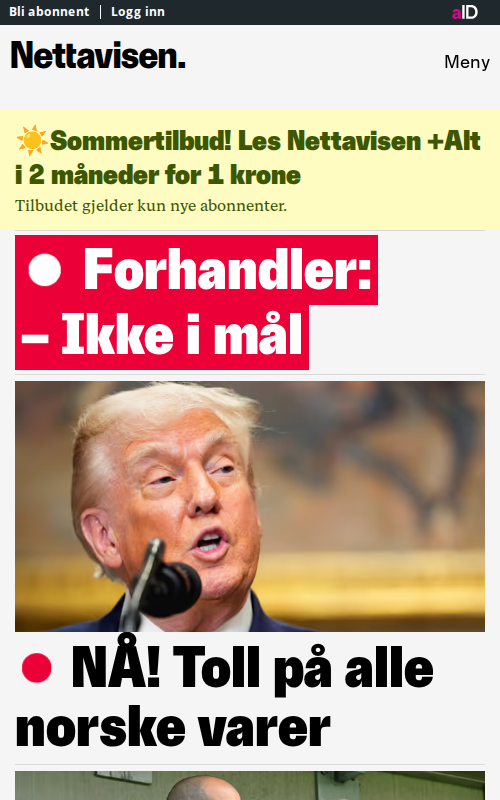 Bli abonnent | Logg inn
aID
Nettavisen.
Meny
☀️Sommertilbud! Les Nettavisen +Alt
i 2 måneder for 1 krone
Tilbudet gjelder kun nye abonnenter.
Forhandler:
– Ikke i mål
NÅ! Toll på alle
norske varer